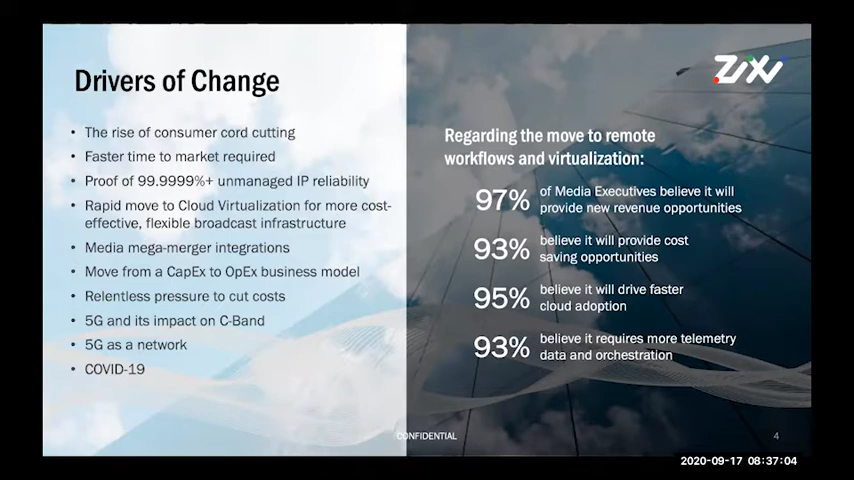 Drivers of Change
• The rise of consumer cord cutting
• Faster time to market required
• Proof of 99.9999%+ unmanaged IP reliability
• Rapid move to Cloud Virtualization for more cost-
effective, flexible broadcast infrastructure
• Media mega-merger integrations
• Move from a CapEx to OpEx business model
• Relentless pressure to cut costs
• 5G and its impact on C-Band
• 5G as a network
• COVID-19
ZiXi
Regarding the move to remote
workflows and virtualization:
97% of Media Executives believe it will
provide new revenue opportunities
93% believe it will provide cost
saving opportunities
95% believe it will drive faster
cloud adoption
93% believe it requires more telemetry
data and orchestration
CONFIDENTIAL
4
2020-09-17 08:37:04